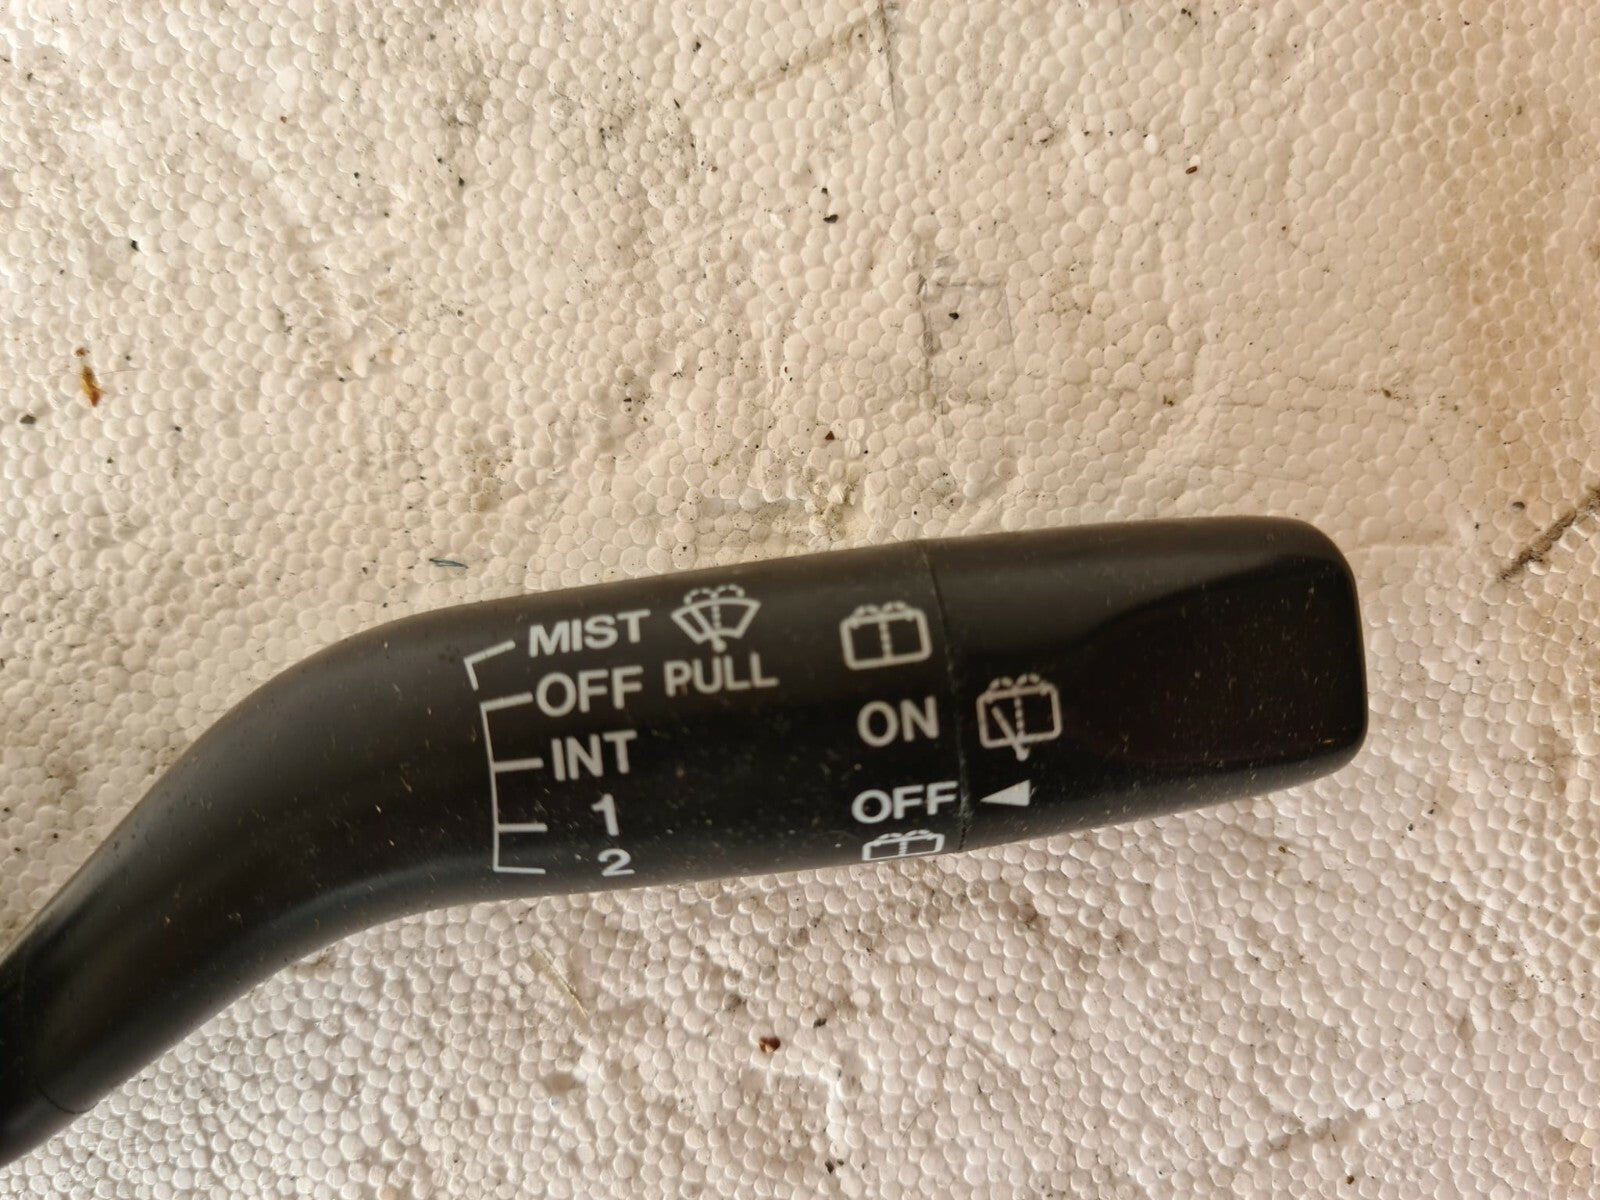 MIST
OFF PULL
INT
1
2
ON
OFF